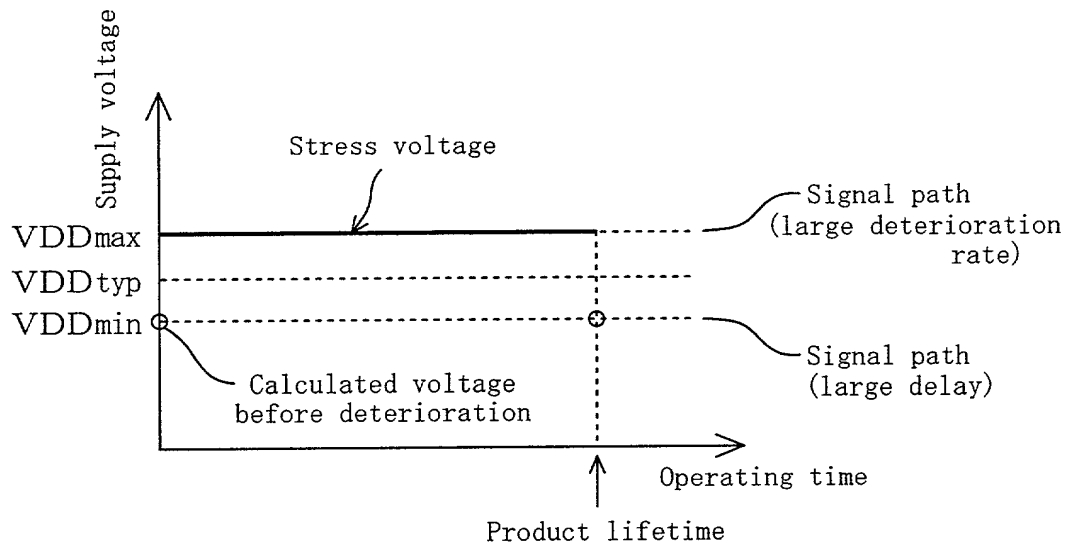 Supply voltage
Stress voltage
Signal path
(large deterioration
rate)
VDDmax
VDDtyp
VDDmin
Signal path
(large delay)
Calculated voltage
before deterioration
Operating time
Product lifetime